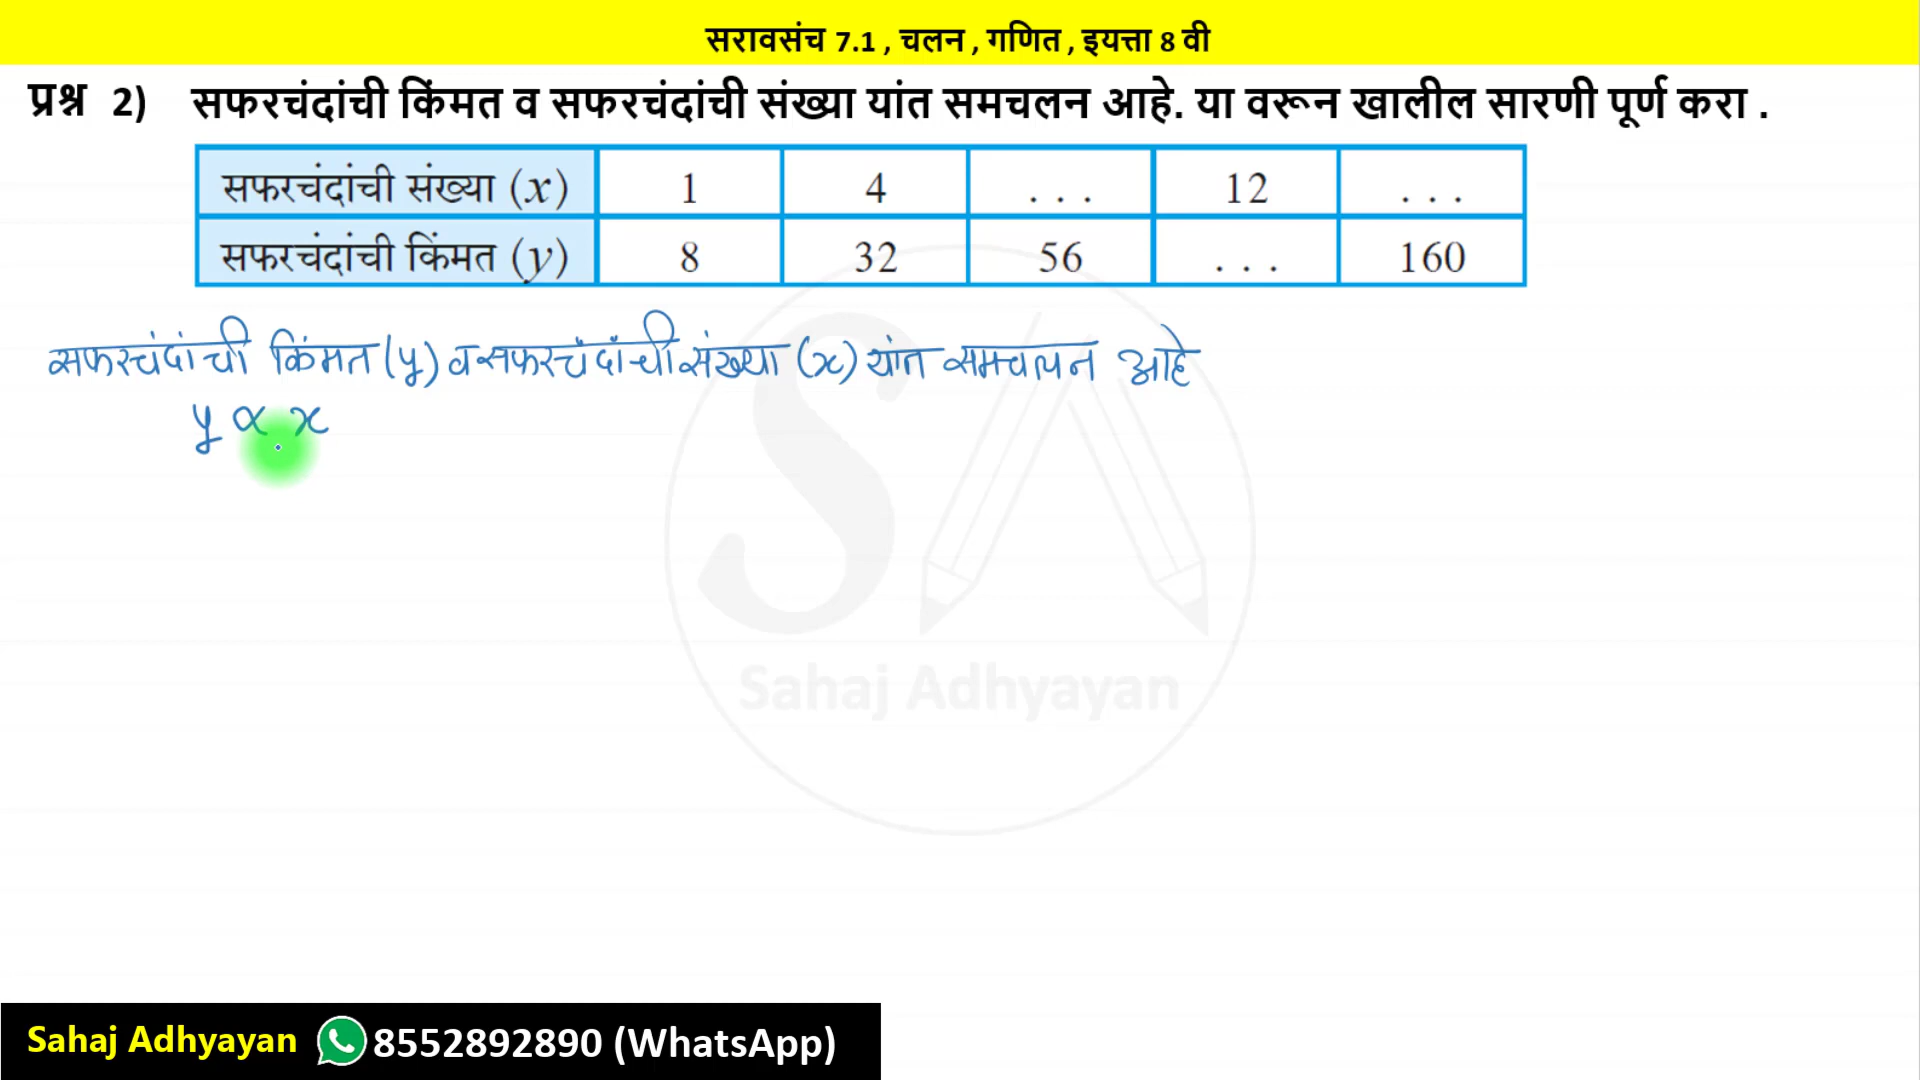 सरावसंच 7.1 , चलन , गणित , इयत्ता 8 वी
प्रश्न 2) सफरचंदांची किंमत व सफरचंदांची संख्या यांत समचलन आहे. या वरून खालील सारणी पूर्ण करा .
सफरचंदांची संख्या (x) 1 4 . . . 12 . . .
सफरचंदांची किंमत (y) 8 32 56 . . . 160
सफरचंदांची किंमत (y) व सफरचंदांची संख्या (x) यांत समचलन आहे
y ∝ x
SA
Sahaj Adhyayan
Sahaj Adhyayan 8552892890 (WhatsApp)